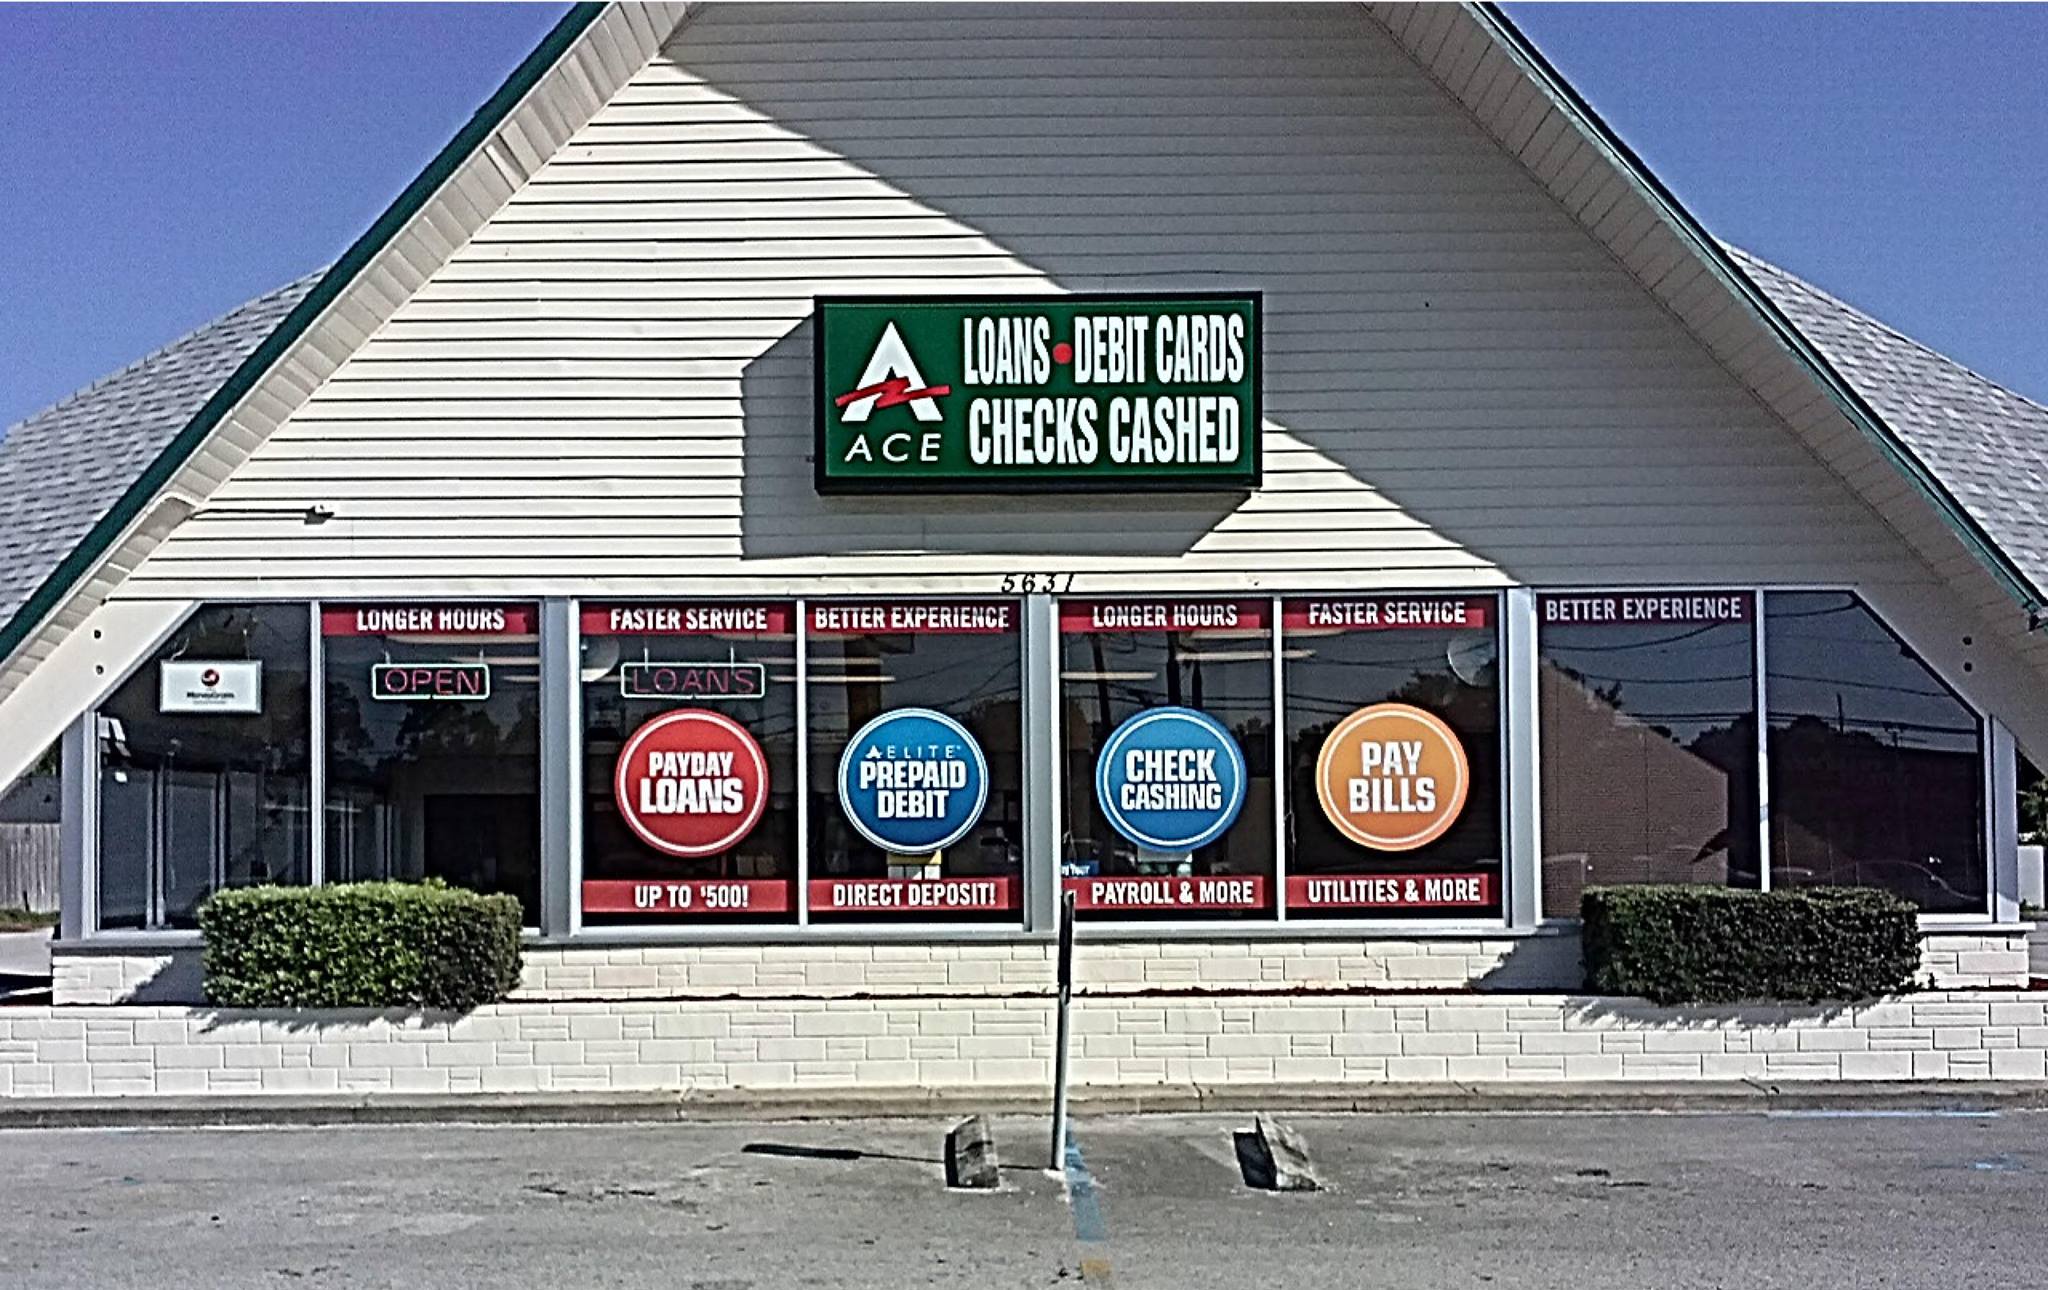 LOANS • DEBIT CARDS
CHECKS CASHED
ACE
5631
LONGER HOURS
FASTER SERVICE
BETTER EXPERIENCE
LONGER HOURS
FASTER SERVICE
BETTER EXPERIENCE
MoneyGram
OPEN
LOANS
PAYDAY
LOANS
ELITE
PREPAID
DEBIT
CHECK
CASHING
PAY
BILLS
UP TO $500!
DIRECT DEPOSIT!
PAYROLL & MORE
UTILITIES & MORE